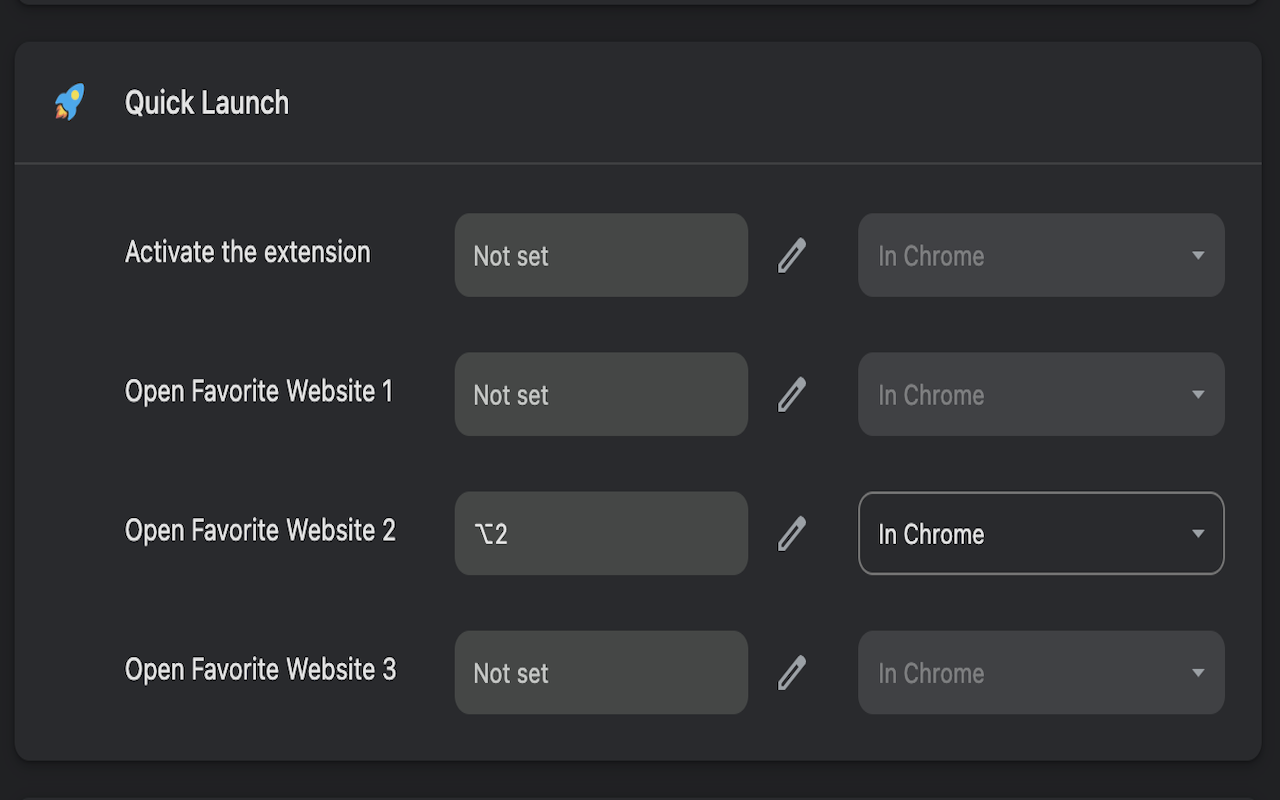 Quick Launch
Activate the extension Not set In Chrome
Open Favorite Website 1 Not set In Chrome
Open Favorite Website 2 ⌥2 In Chrome
Open Favorite Website 3 Not set In Chrome